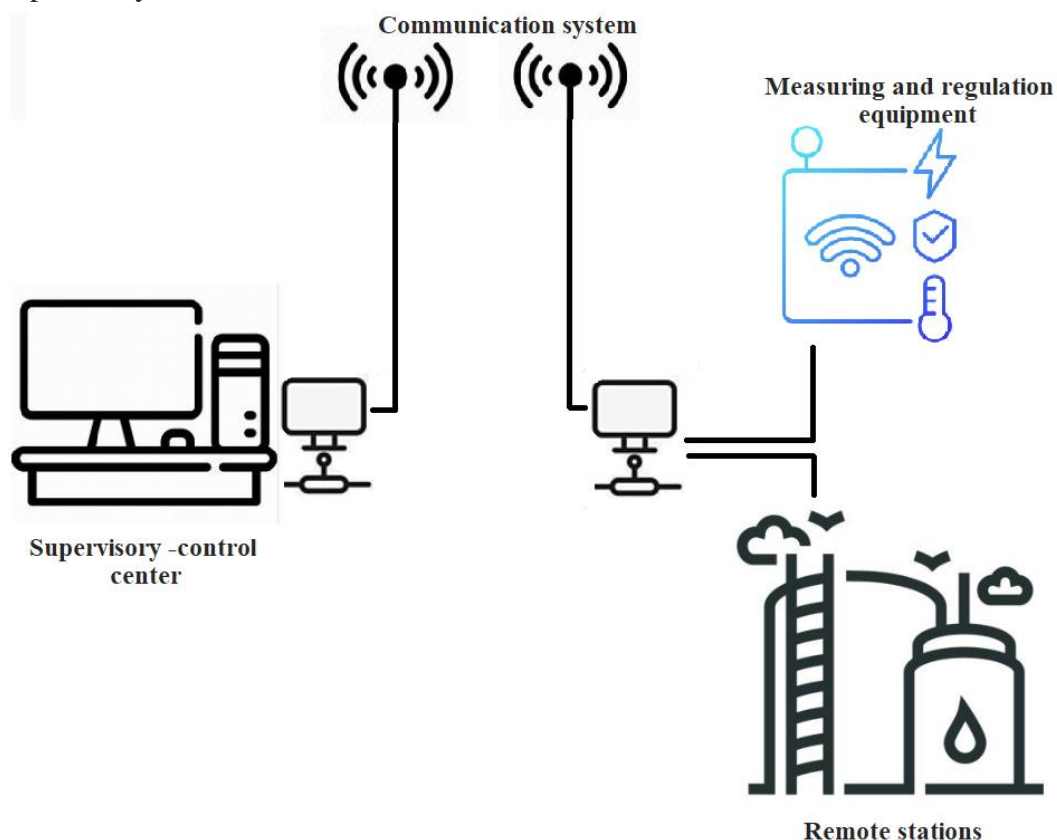 Communication system
Measuring and regulation
equipment
Supervisory -control
center
Remote stations